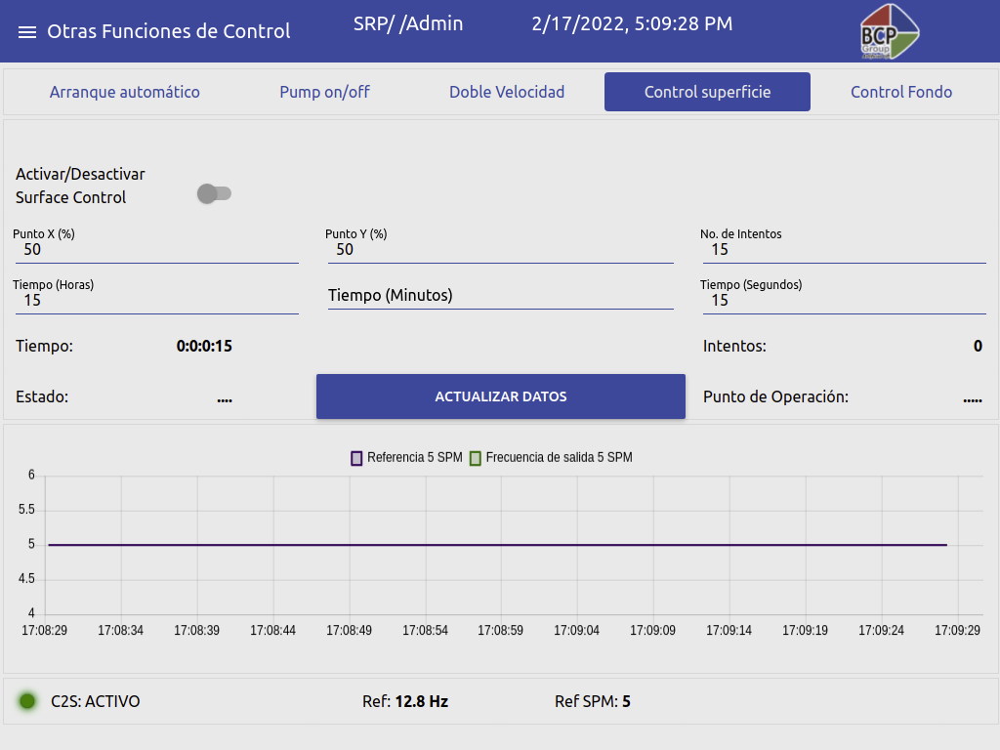 Otras Funciones de Control
SRP/ /Admin
2/17/2022, 5:09:28 PM
BCP
Group
Arranque automático
Pump on/off
Doble Velocidad
Control superficie
Control Fondo
Activar/Desactivar
Surface Control
Punto X (%)
50
Punto Y (%)
50
No. de Intentos
15
Tiempo (Horas)
15
Tiempo (Minutos)
Tiempo (Segundos)
15
Tiempo: 0:0:0:15
Intentos: 0
Estado: ....
ACTUALIZAR DATOS
Punto de Operación: .....
Referencia 5 SPM Frecuencia de salida 5 SPM
6
5.5
5
4.5
4
17:08:29 17:08:34 17:08:39 17:08:44 17:08:49 17:08:54 17:08:59 17:09:04 17:09:09 17:09:14 17:09:19 17:09:24 17:09:29
C2S: ACTIVO
Ref: 12.8 Hz
Ref SPM: 5